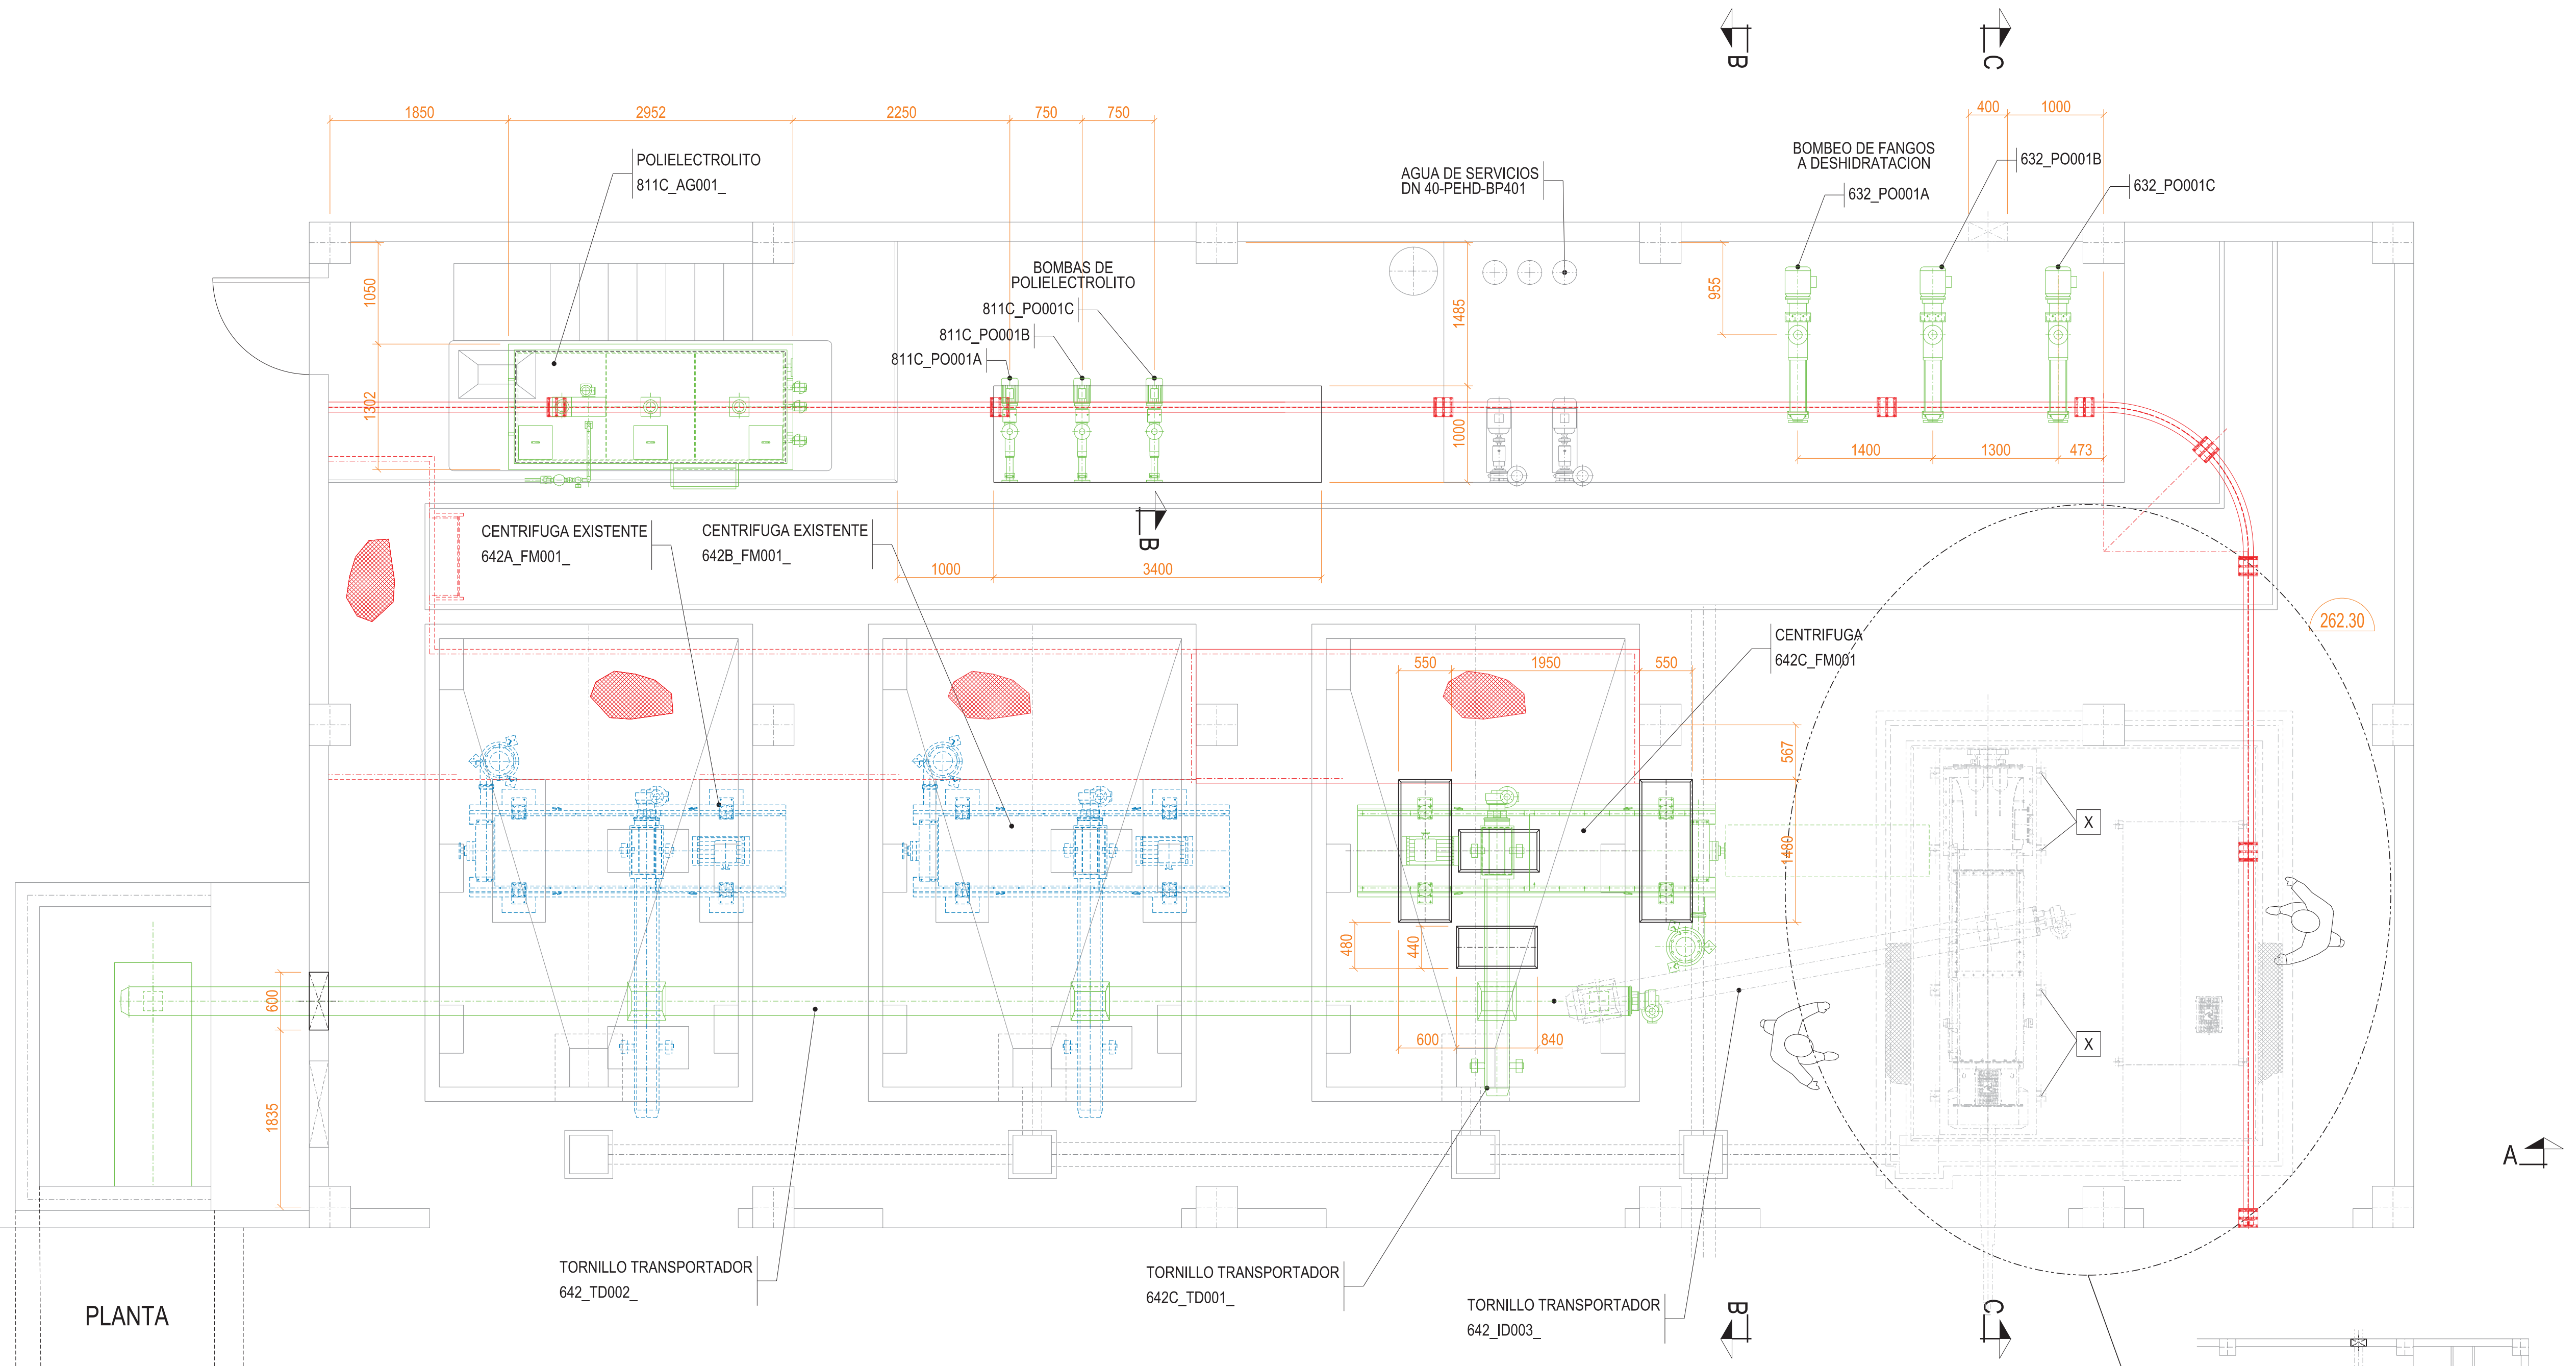 B
C
1850
2952
2250
750
750
400
1000
POLIELECTROLITO
811C_AG001_
AGUA DE SERVICIOS
DN 40-PEHD-BP401
BOMBEO DE FANGOS
A DESHIDRATACION
632_PO001A
632_PO001B
632_PO001C
1050
1302
BOMBAS DE
POLIELECTROLITO
811C_PO001C
811C_PO001B
811C_PO001A
1485
1000
955
1400
1300
473
B
CENTRIFUGA EXISTENTE
642A_FM001_
CENTRIFUGA EXISTENTE
642B_FM001_
1000
3400
262.30
CENTRIFUGA
642C_FM001
550
1950
550
567
1480
X
X
480
440
600
840
600
1835
A
TORNILLO TRANSPORTADOR
642_TD002_
TORNILLO TRANSPORTADOR
642C_TD001_
TORNILLO TRANSPORTADOR
642_ID003_
B
C
PLANTA